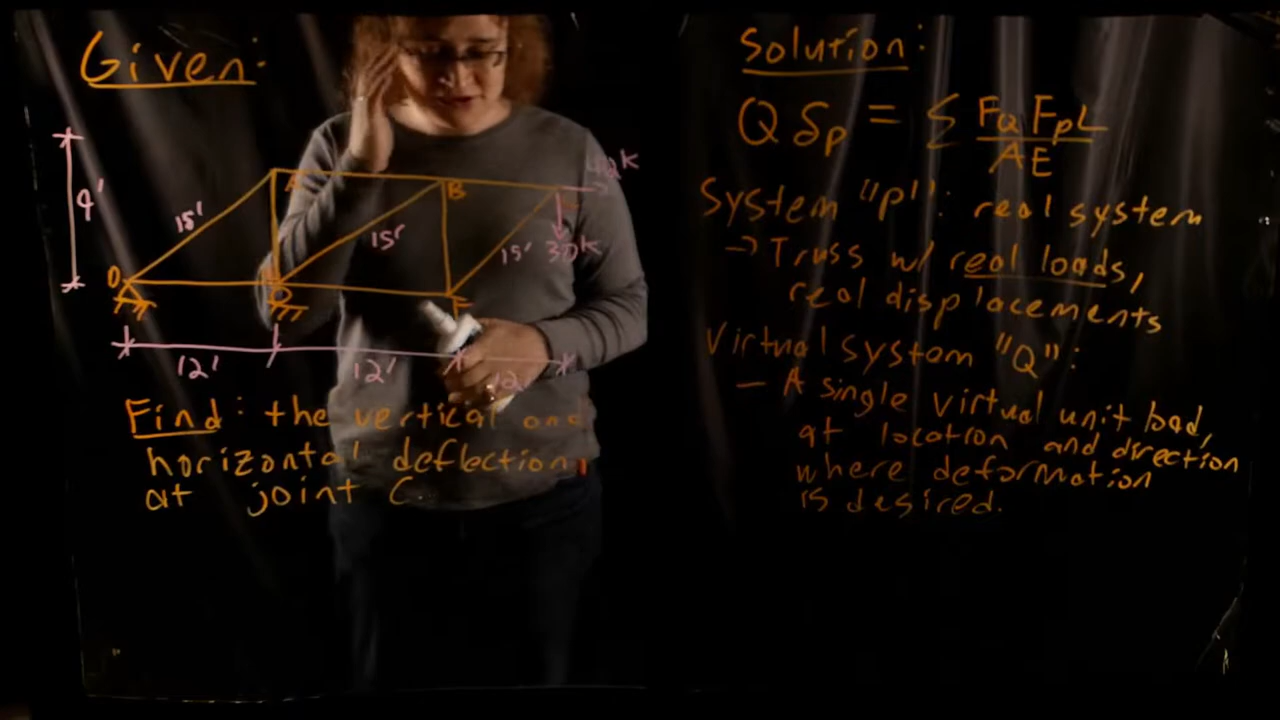 Given:
9'
15'
A
B
42K
15'
15'
30K
D
F
12'
12'
12'
Find: the vertical and
horizontal deflection
at joint C.
Solution:
Q δp = Σ FQ FpL
AE
System "P": real system
→ Truss w/ real loads,
real displacements
Virtual system "Q":
- A single virtual unit load,
at location and direction
where deformation
is desired.